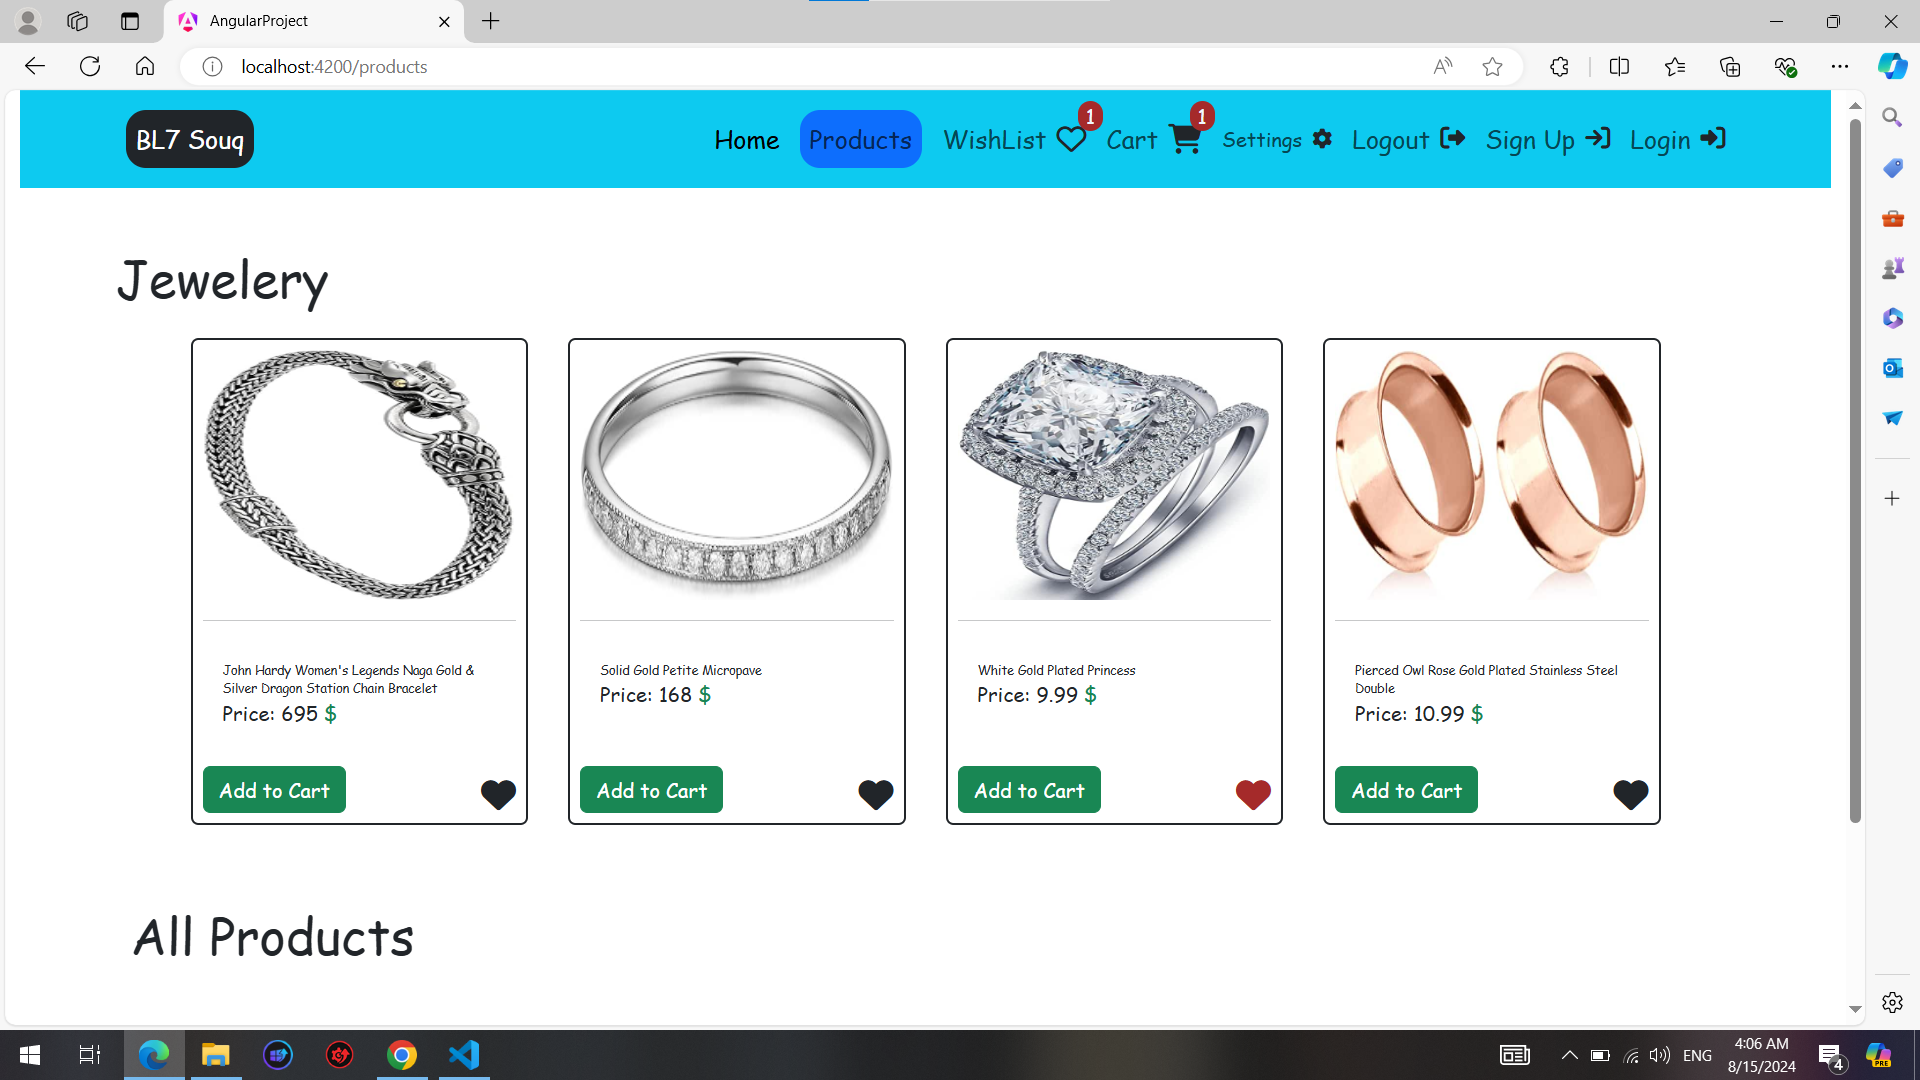 AngularProject
localhost:4200/products
BL7 Souq
Home
Products
WishList 1
Cart 1
Settings
Logout
Sign Up
Login
Jewelery
John Hardy Women's Legends Naga Gold &
Silver Dragon Station Chain Bracelet
Price: 695 $
Add to Cart
Solid Gold Petite Micropave
Price: 168 $
Add to Cart
White Gold Plated Princess
Price: 9.99 $
Add to Cart
Pierced Owl Rose Gold Plated Stainless Steel
Double
Price: 10.99 $
Add to Cart
All Products
ENG
4:06 AM
8/15/2024
4
PRE